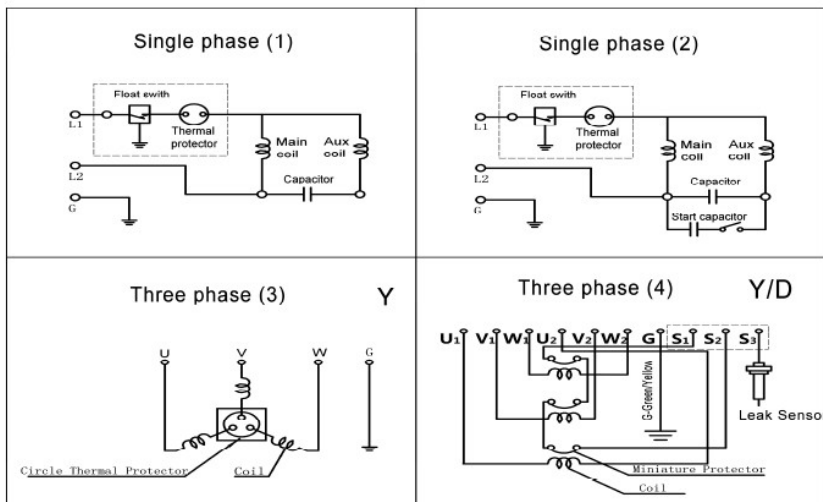 Single phase (1)
Float swith
L1
Thermal
protector
Main
coil
Aux
coil
L2
Capacitor
G
Single phase (2)
Float swith
L1
Thermal
protector
Main
coil
Aux
coil
L2
Capacitor
G
Start capacitor
Three phase (3) Y
U V W G
Circle Thermal Protector
Coil
Three phase (4) Y/D
U1 V1 W1 U2 V2 W2 G S1 S2 S3
G-Green/Yellow
Leak Sensor
Miniature Protector
Coil